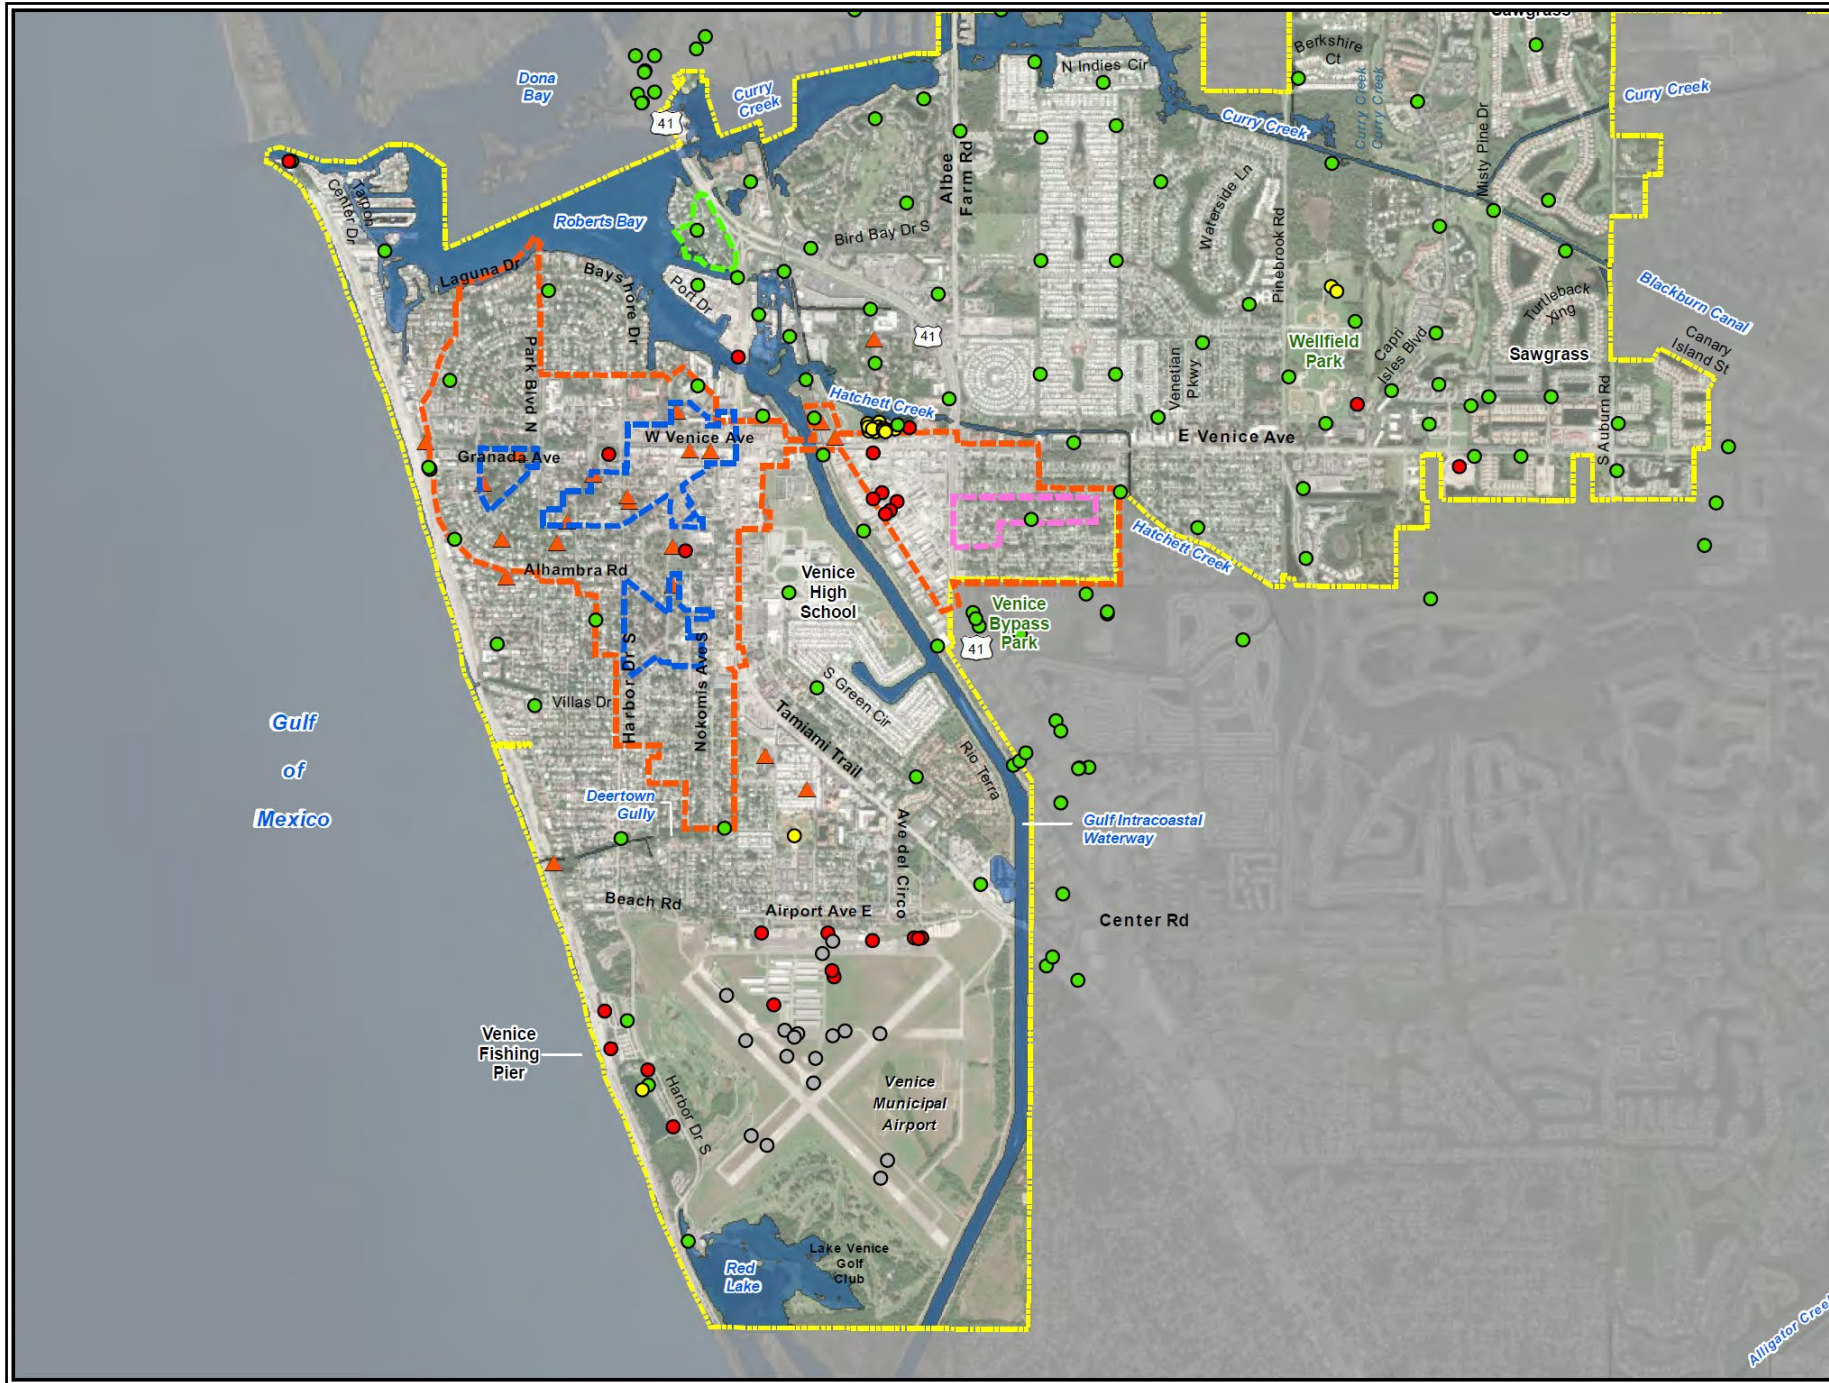 Sawgrass
Berkshire
Ct
N Indies Cir
Dona
Bay
Curry
Creek
41
Curry Creek
Curry Creek
Curry Creek
Curry Creek
Misty Pine Dr
Albee
Farm Rd
Tarpon
Center Dr
Waterside Ln
Roberts Bay
Bird Bay Dr S
Pinebrook Rd
Laguna Dr
Bayshore Dr
Port Dr
Turtleback
Xing
Blackburn Canal
41
Wellfield
Park
Capri
Isles Blvd
Sawgrass
Canary
Island St
Park Blvd N
Venetian
Pkwy
S Auburn Rd
Hatchett Creek
W Venice Ave
E Venice Ave
Granada Ave
Hatchett Creek
Alhambra Rd
Venice
High
School
Venice
Bypass
Park
41
Harbor Dr S
Nokomis Ave S
S Green Cir
Villas Dr
Gulf
of
Mexico
Tamiami Trail
Rio Terra
Deertown
Gully
Ave del Circo
Gulf Intracoastal
Waterway
Beach Rd
Airport Ave E
Center Rd
Venice
Fishing
Pier
Harbor Dr S
Venice
Municipal
Airport
Lake Venice
Golf
Club
Red
Lake
Alligator Creek